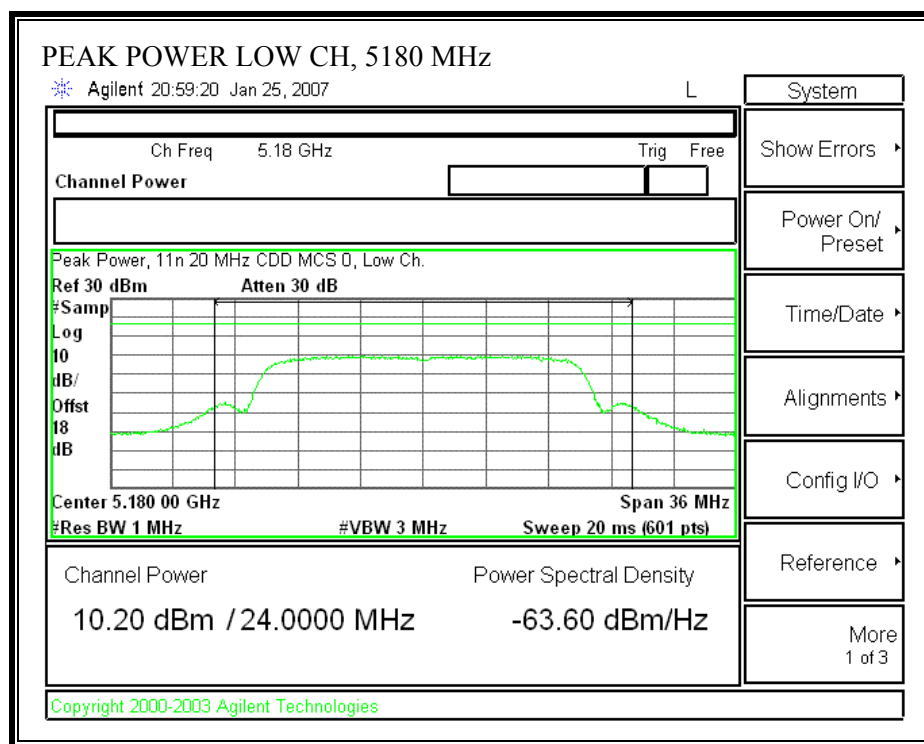 PEAK POWER LOW CH, 5180 MHz
Agilent 20:59:20 Jan 25, 2007 L System
Ch Freq 5.18 GHz Trig Free
Show Errors
Channel Power
Power On/
Preset
Peak Power, 11n 20 MHz CDD MCS 0, Low Ch.
Ref 30 dBm Atten 30 dB
#Samp
Log
10
dB/
Offst
18
dB
Time/Date
Alignments
Config I/O
Center 5.180 00 GHz Span 36 MHz
#Res BW 1 MHz #VBW 3 MHz Sweep 20 ms (601 pts)
Channel Power Power Spectral Density
10.20 dBm / 24.0000 MHz -63.60 dBm/Hz
Reference
More
1 of 3
Copyright 2000-2003 Agilent Technologies